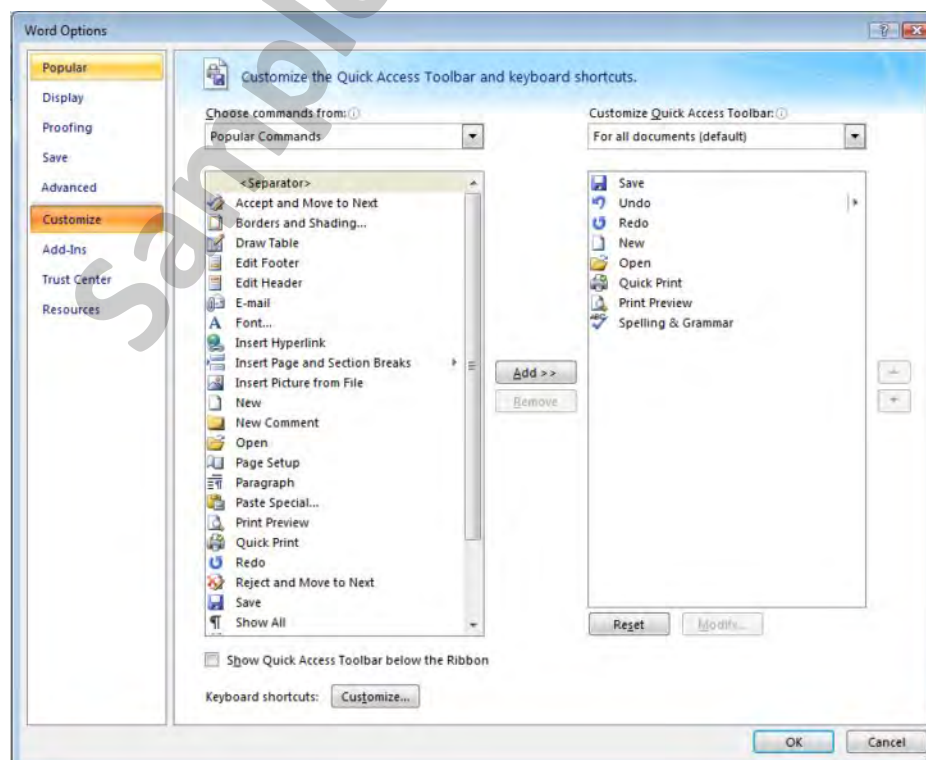 Word Options
Popular
Display
Proofing
Save
Advanced
Customize
Add-Ins
Trust Center
Resources
Customize the Quick Access Toolbar and keyboard shortcuts.
Choose commands from:
Popular Commands
<Separator>
Accept and Move to Next
Borders and Shading...
Draw Table
Edit Footer
Edit Header
E-mail
Font...
Insert Hyperlink
Insert Page and Section Breaks
Insert Picture from File
New
New Comment
Open
Page Setup
Paragraph
Paste Special...
Print Preview
Quick Print
Redo
Reject and Move to Next
Save
Show All
Add >>
Remove
Customize Quick Access Toolbar:
For all documents (default)
Save
Undo
Redo
New
Open
Quick Print
Print Preview
Spelling & Grammar
Reset
Modify...
Show Quick Access Toolbar below the Ribbon
Keyboard shortcuts:
Customize...
OK
Cancel
Sample